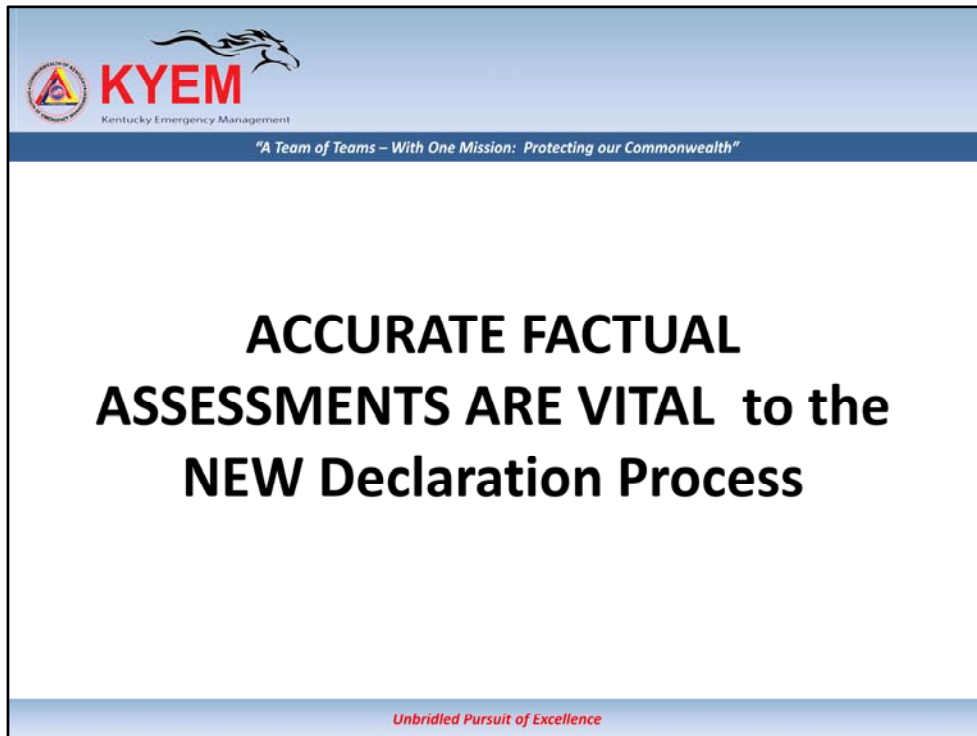 KYEM
Kentucky Emergency Management
"A Team of Teams – With One Mission: Protecting our Commonwealth"
ACCURATE FACTUAL
ASSESSMENTS ARE VITAL to the
NEW Declaration Process
Unbridled Pursuit of Excellence